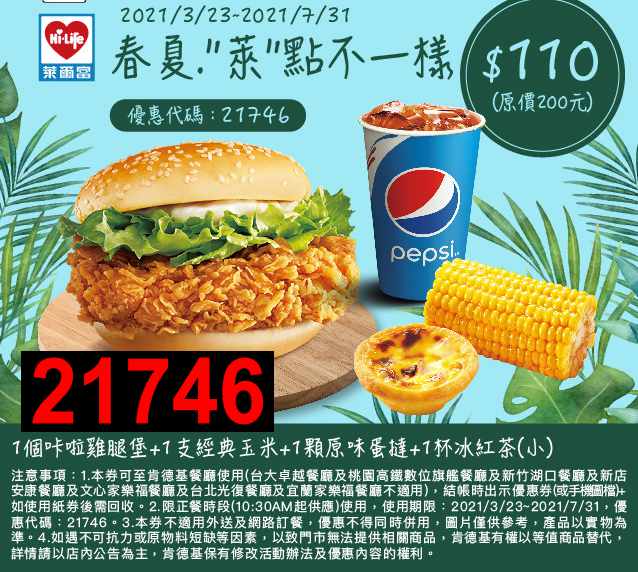 2021/3/23~2021/7/31
Hi-Life
萊爾富
春夏."萊"點不一樣
$110
(原價200元)
優惠代碼：21746
pepsi
21746
1個咔啦雞腿堡+1支經典玉米+1顆原味蛋撻+1杯冰紅茶(小)
注意事項：1.本券可至肯德基餐廳使用(台大卓越餐廳及桃園高鐵數位旗艦餐廳及新竹湖口餐廳及新店
安康餐廳及文心家樂福餐廳及台北光復餐廳及宜蘭家樂福餐廳不適用)，結帳時出示優惠券(或手機圖檔)+
如使用紙券後需回收。2.限正餐時段(10:30AM起供應)使用，使用期限：2021/3/23~2021/7/31，優
惠代碼：21746。3.本券不適用外送及網路訂餐，優惠不得同時併用，圖片僅供參考，產品以實物為
準。4.如遇不可抗力或原物料短缺等因素，以致門市無法提供相關商品，肯德基有權以等值商品替代，
詳情請以店內公告為主，肯德基保有修改活動辦法及優惠內容的權利。